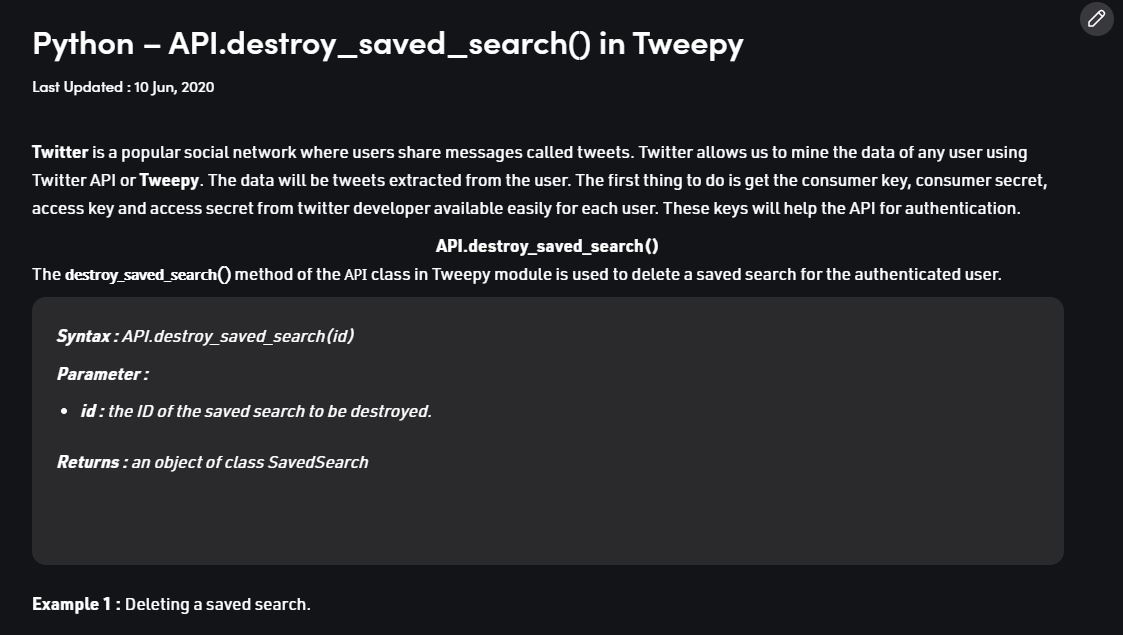 Python – API.destroy_saved_search() in Tweepy
Last Updated : 10 Jun, 2020
Twitter is a popular social network where users share messages called tweets. Twitter allows us to mine the data of any user using
Twitter API or Tweepy. The data will be tweets extracted from the user. The first thing to do is get the consumer key, consumer secret,
access key and access secret from twitter developer available easily for each user. These keys will help the API for authentication.
API.destroy_saved_search()
The destroy_saved_search() method of the API class in Tweepy module is used to delete a saved search for the authenticated user.
Syntax : API.destroy_saved_search(id)
Parameter :
• id : the ID of the saved search to be destroyed.
Returns : an object of class SavedSearch
Example 1 : Deleting a saved search.